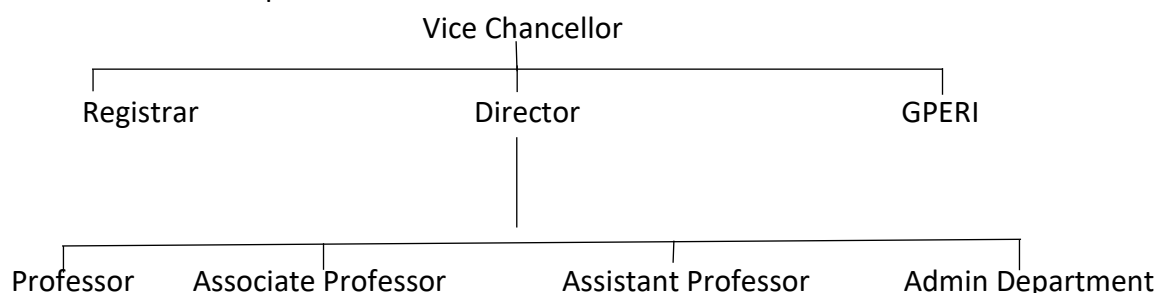 Vice Chancellor
Registrar Director GPERI
Professor Associate Professor Assistant Professor Admin Department